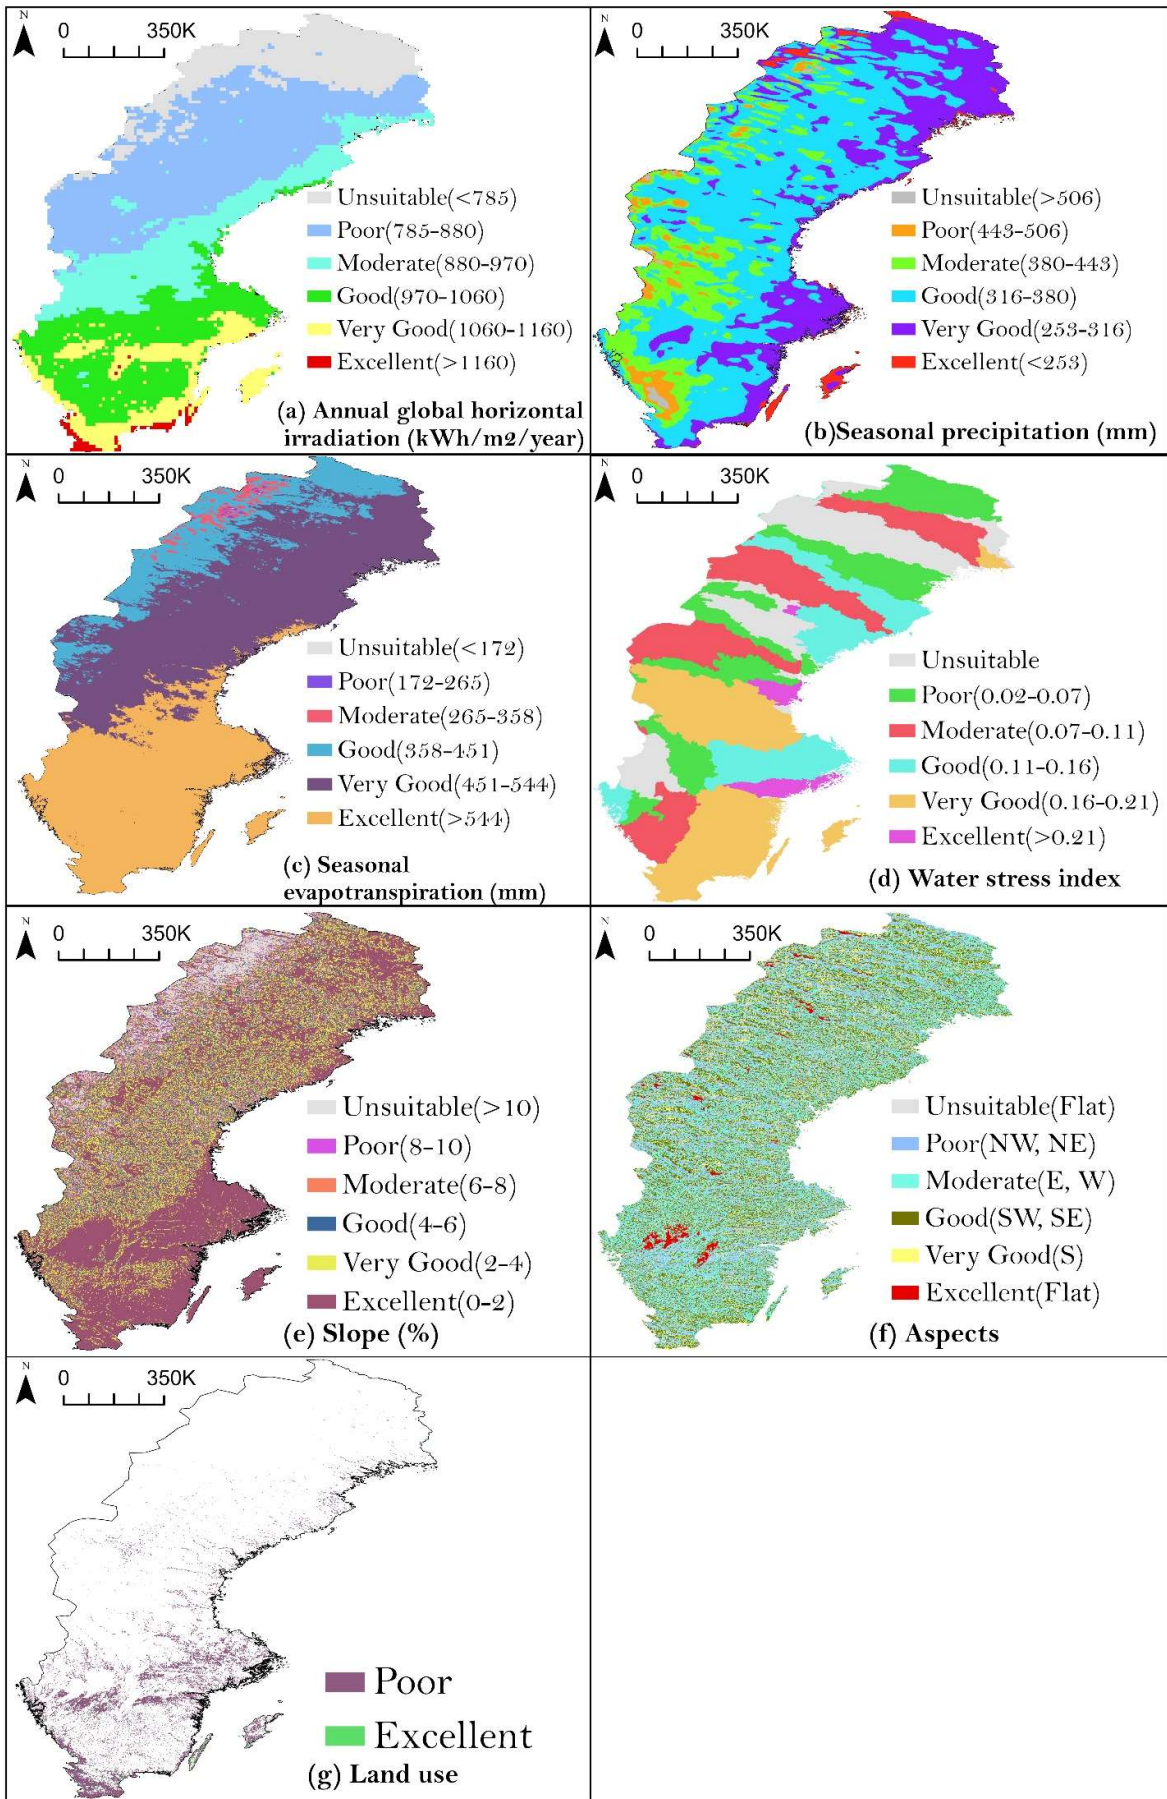 N
0 350K
Unsuitable(<785)
Poor(785-880)
Moderate(880-970)
Good(970-1060)
Very Good(1060-1160)
Excellent(>1160)
(a) Annual global horizontal
irradiation (kWh/m2/year)
N
0 350K
Unsuitable(>506)
Poor(443-506)
Moderate(380-443)
Good(316-380)
Very Good(253-316)
Excellent(<253)
(b)Seasonal precipitation (mm)
N
0 350K
Unsuitable(<172)
Poor(172-265)
Moderate(265-358)
Good(358-451)
Very Good(451-544)
Excellent(>544)
(c) Seasonal
evapotranspiration (mm)
N
0 350K
Unsuitable
Poor(0.02-0.07)
Moderate(0.07-0.11)
Good(0.11-0.16)
Very Good(0.16-0.21)
Excellent(>0.21)
(d) Water stress index
N
0 350K
Unsuitable(>10)
Poor(8-10)
Moderate(6-8)
Good(4-6)
Very Good(2-4)
Excellent(0-2)
(e) Slope (%)
N
0 350K
Unsuitable(Flat)
Poor(NW, NE)
Moderate(E, W)
Good(SW, SE)
Very Good(S)
Excellent(Flat)
(f) Aspects
N
0 350K
Poor
Excellent
(g) Land use